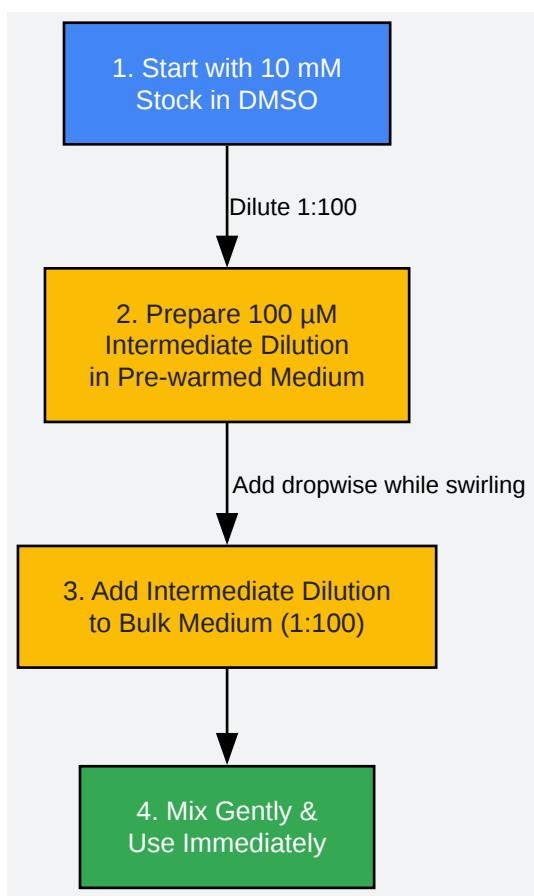 1. Start with 10 mM
Stock in DMSO
Dilute 1:100
2. Prepare 100 µM
Intermediate Dilution
in Pre-warmed Medium
Add dropwise while swirling
3. Add Intermediate Dilution
to Bulk Medium (1:100)
4. Mix Gently &
Use Immediately